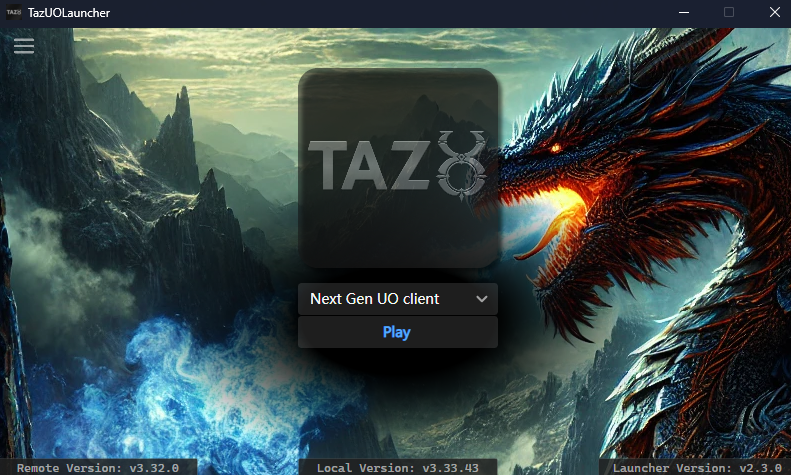 TAZUO TazUOLauncher
TAZ
Next Gen UO client
Play
Remote Version: v3.32.0
Local Version: v3.33.43
Launcher Version: v2.3.0